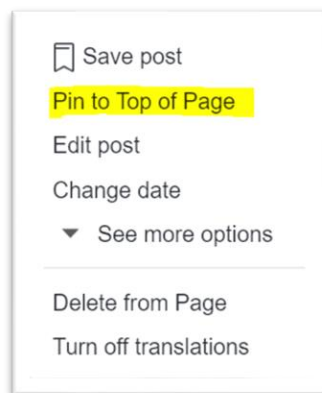 Save post
Pin to Top of Page
Edit post
Change date
See more options
Delete from Page
Turn off translations